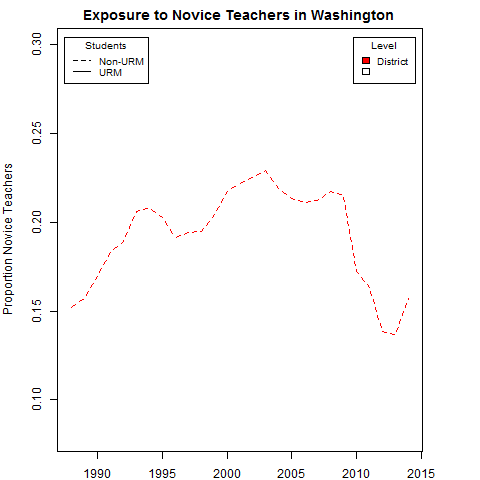 Exposure to Novice Teachers in Washington
Students
Non-URM
URM
Level
District
Proportion Novice Teachers
0.30
0.25
0.20
0.15
0.10
1990 1995 2000 2005 2010 2015